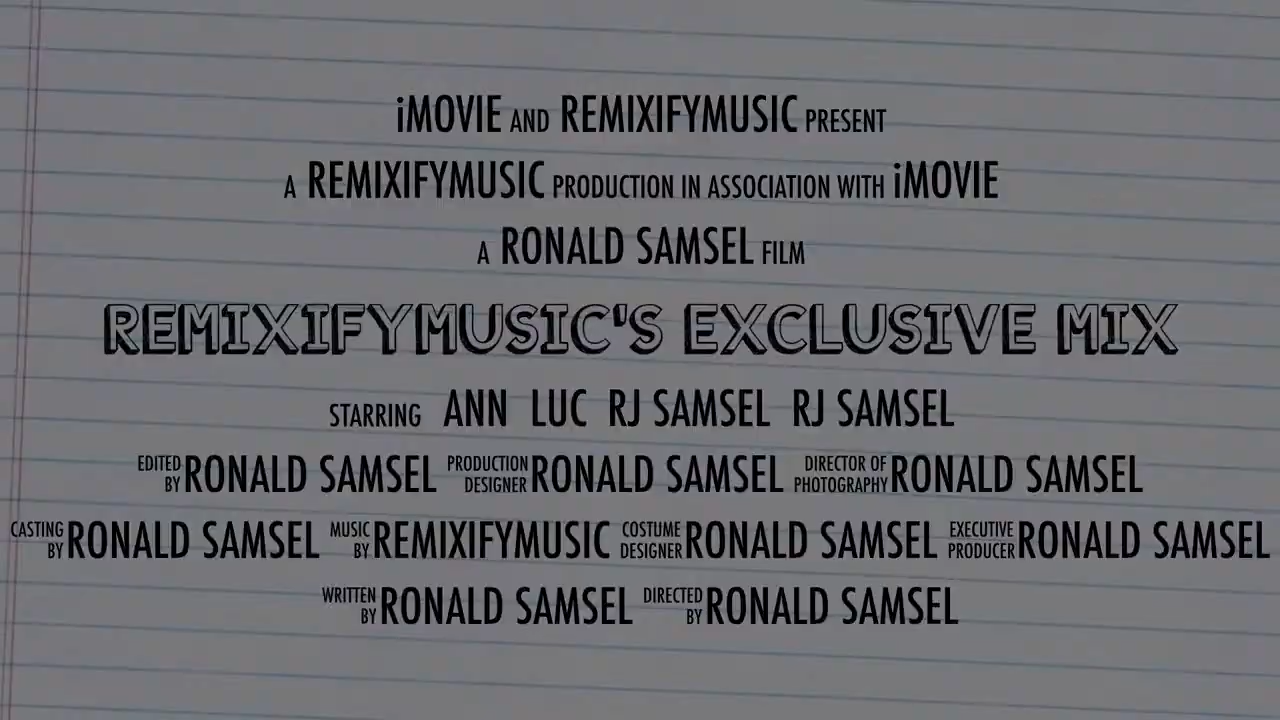 iMOVIE AND REMIXIFYMUSIC PRESENT
A REMIXIFYMUSIC PRODUCTION IN ASSOCIATION WITH iMOVIE
A RONALD SAMSEL FILM
REMIXIFYMUSIC'S EXCLUSIVE MIX
STARRING ANN LUC RJ SAMSEL RJ SAMSEL
EDITED BY RONALD SAMSEL PRODUCTION DESIGNER RONALD SAMSEL DIRECTOR OF PHOTOGRAPHY RONALD SAMSEL
CASTING BY RONALD SAMSEL MUSIC BY REMIXIFYMUSIC COSTUME DESIGNER RONALD SAMSEL EXECUTIVE PRODUCER RONALD SAMSEL
WRITTEN BY RONALD SAMSEL DIRECTED BY RONALD SAMSEL